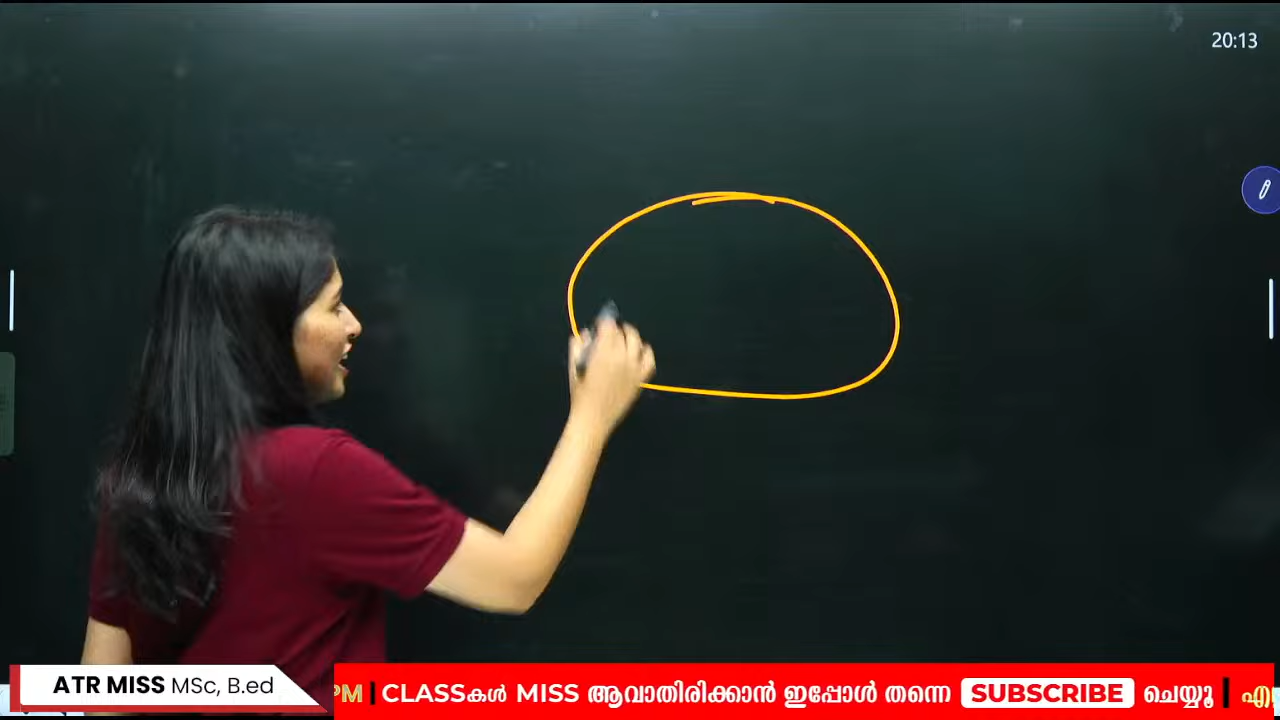 20:13
ATR MISS MSc, B.ed
PM | CLASSകൾ MISS ആവാതിരിക്കാൻ ഇപ്പോൾ തന്നെ SUBSCRIBE ചെയ്യൂ |